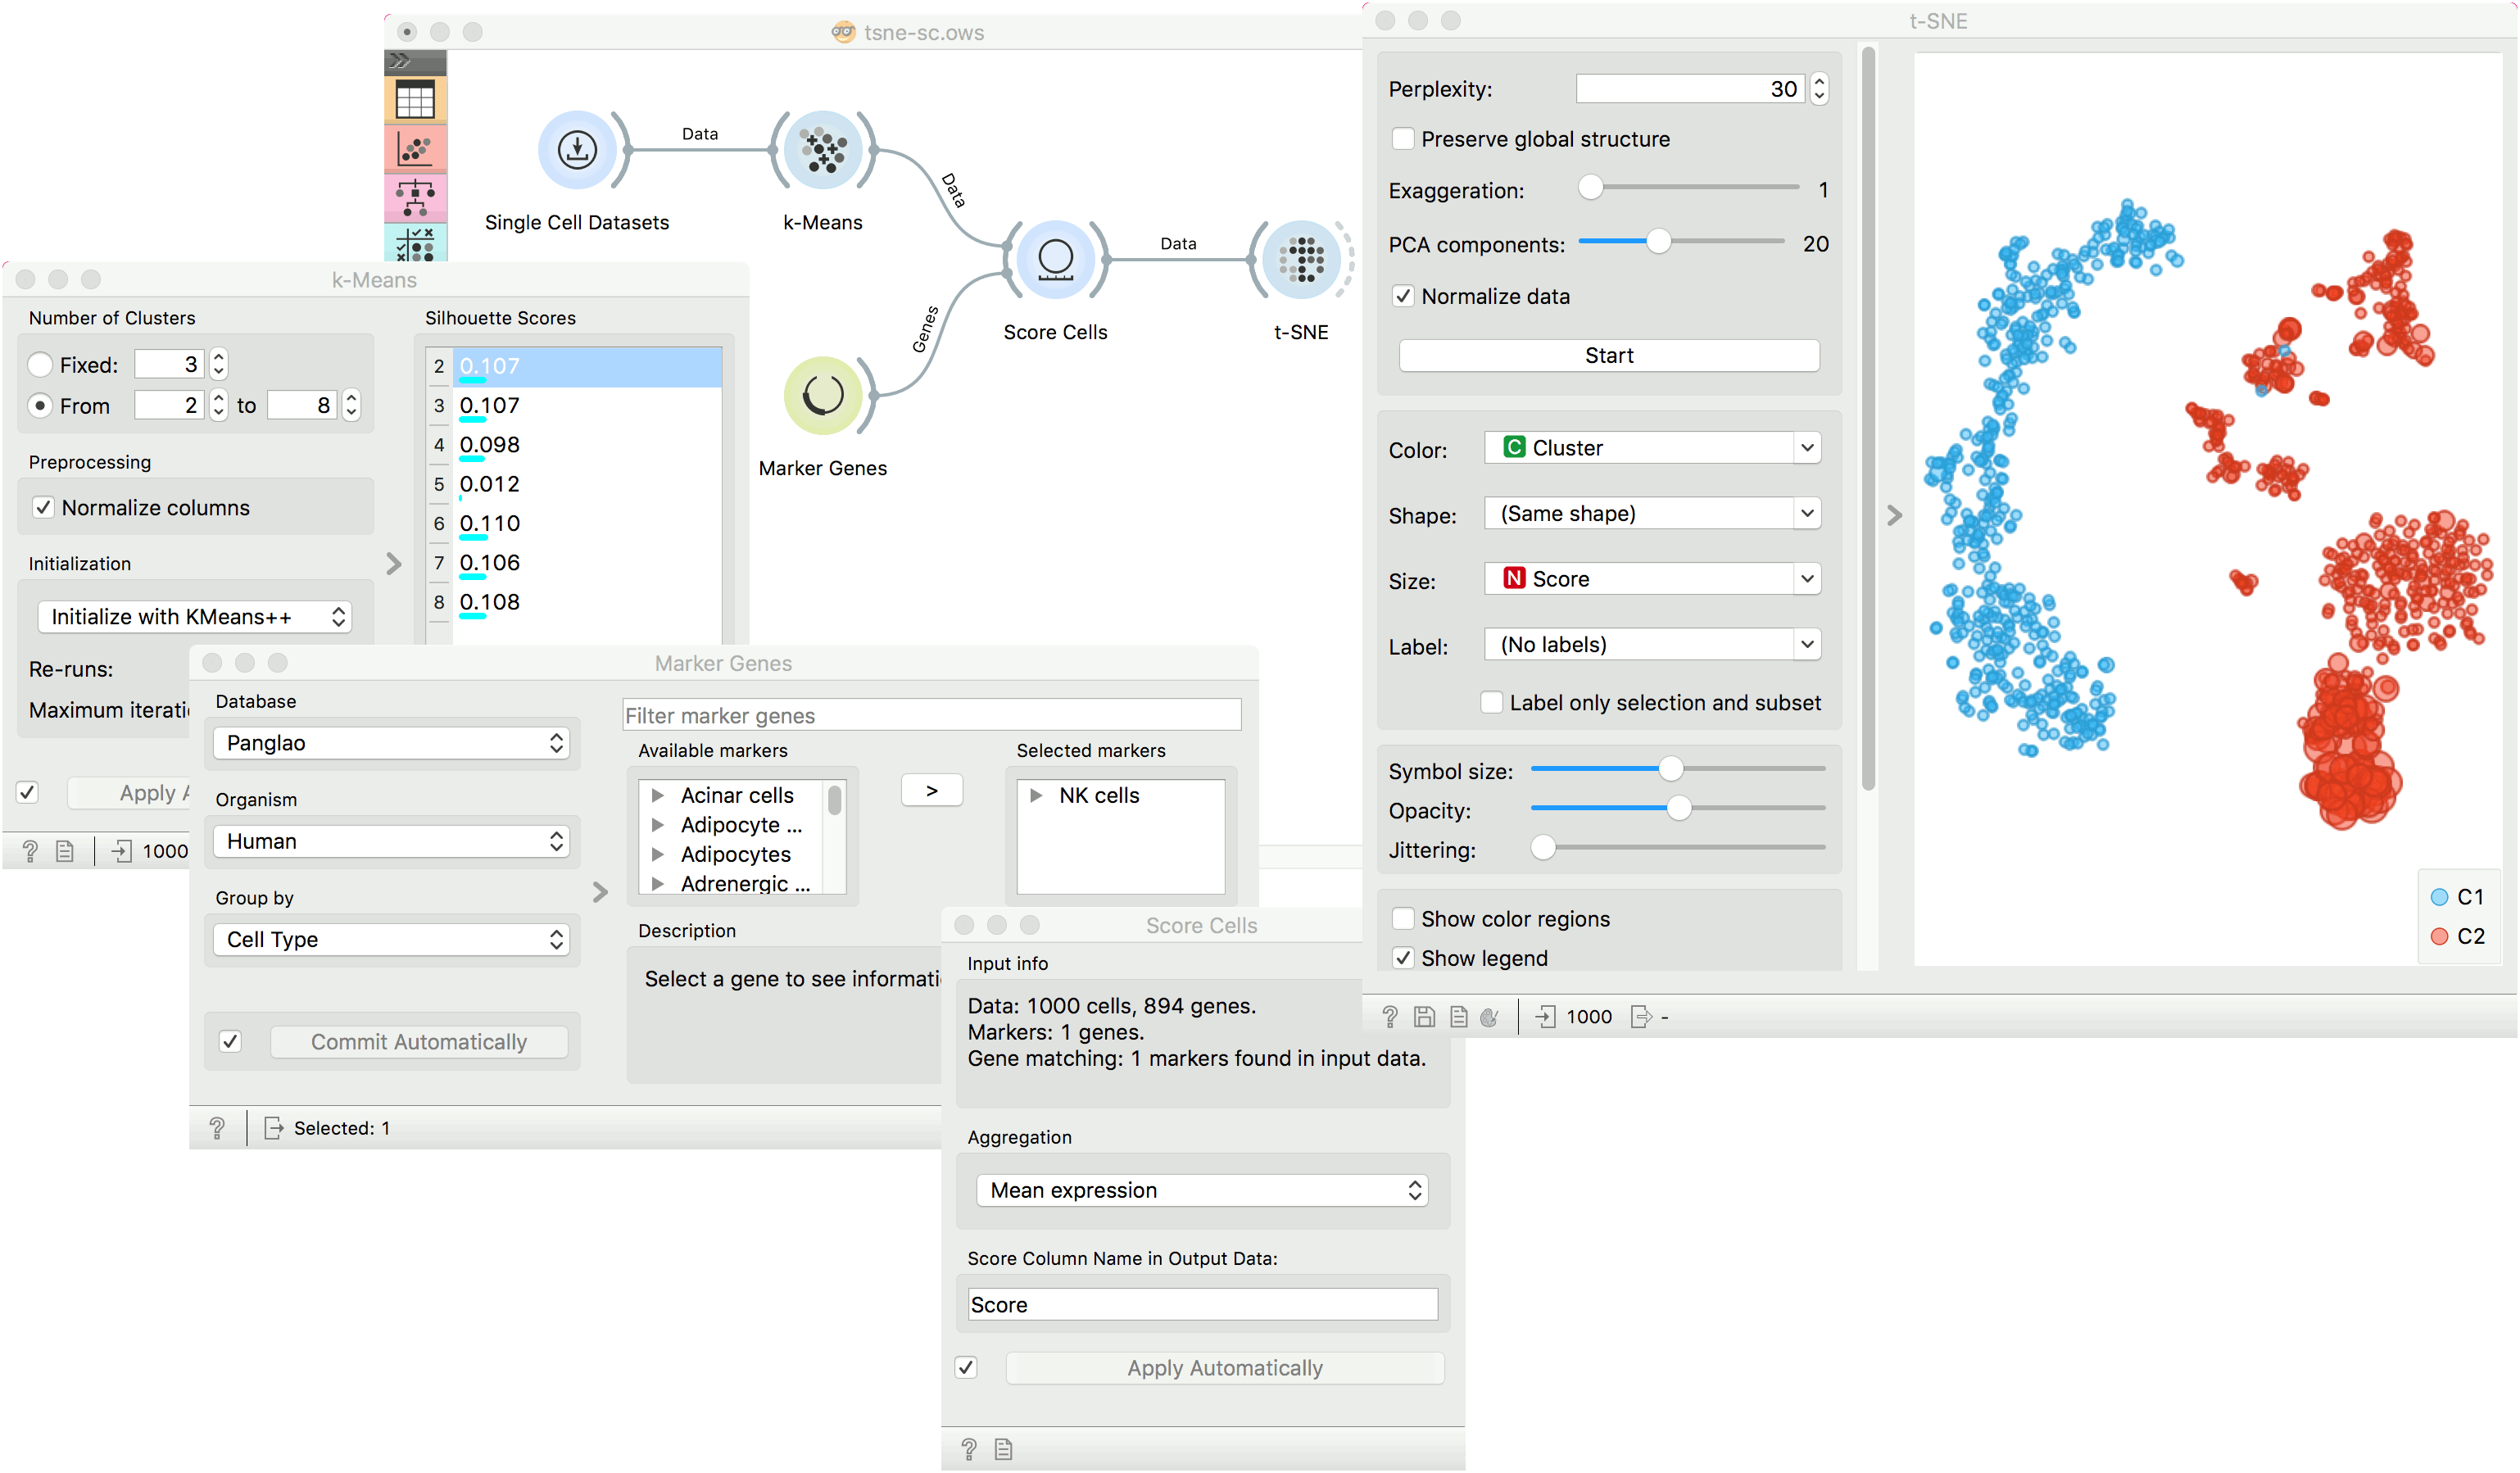 tsne-sc.ows
Data
Single Cell Datasets
k-Means
Data
Genes
Score Cells
Data
t-SNE
Marker Genes
k-Means
Number of Clusters
Fixed: 3
From 2 to 8
Preprocessing
Normalize columns
Initialization
Initialize with KMeans++
Re-runs:
Maximum iterati
Apply A
1000
Silhouette Scores
2 0.107
3 0.107
4 0.098
5 0.012
6 0.110
7 0.106
8 0.108
Marker Genes
Database
Panglao
Organism
Human
Group by
Cell Type
Commit Automatically
Selected: 1
Filter marker genes
Available markers
Acinar cells
Adipocyte ...
Adipocytes
Adrenergic ...
>
Selected markers
NK cells
Description
Select a gene to see informati
Score Cells
Input info
Data: 1000 cells, 894 genes.
Markers: 1 genes.
Gene matching: 1 markers found in input data.
Aggregation
Mean expression
Score Column Name in Output Data:
Score
Apply Automatically
t-SNE
Perplexity: 30
Preserve global structure
Exaggeration: 1
PCA components: 20
Normalize data
Start
Color: C Cluster
Shape: (Same shape)
Size: N Score
Label: (No labels)
Label only selection and subset
Symbol size:
Opacity:
Jittering:
Show color regions
Show legend
1000 -
C1
C2